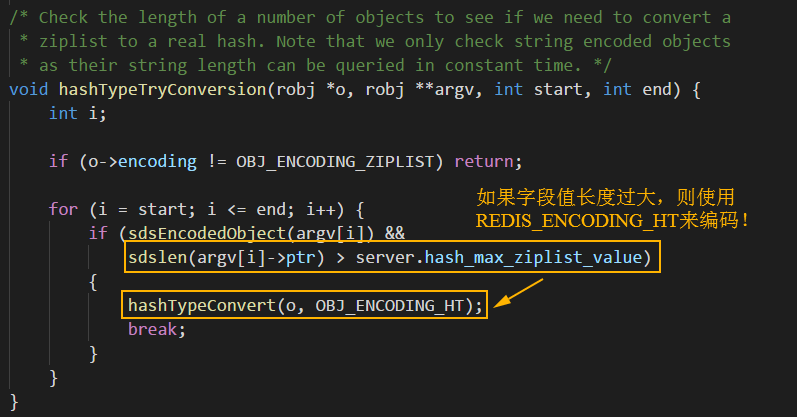 /* Check the length of a number of objects to see if we need to convert a
 * ziplist to a real hash. Note that we only check string encoded objects
 * as their string length can be queried in constant time. */
void hashTypeTryConversion(robj *o, robj **argv, int start, int end) {
    int i;
    if (o->encoding != OBJ_ENCODING_ZIPLIST) return;
如果字段值长度过大，则使用
    for (i = start; i <= end; i++) {
REDIS_ENCODING_HT来编码！
        if (sdsEncodedObject(argv[i]) &&
            sdslen(argv[i]->ptr) > server.hash_max_ziplist_value)
        {
            hashTypeConvert(o, OBJ_ENCODING_HT);
            break;
        }
    }
}